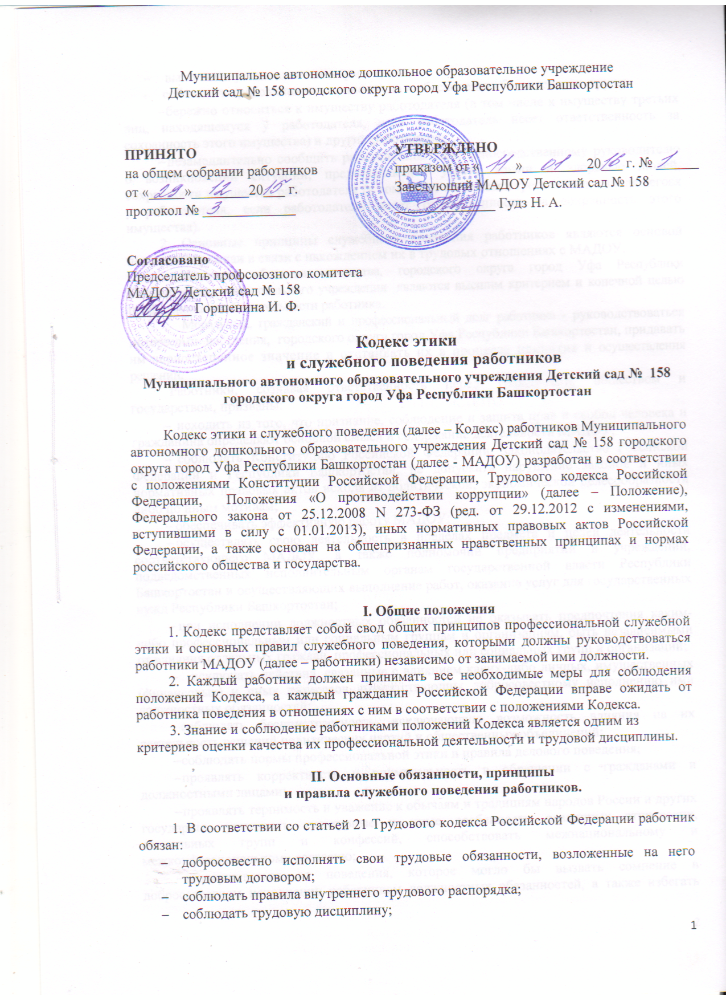 Муниципальное автономное дошкольное образовательное учреждение
Детский сад № 158 городского округа город Уфа Республики Башкортостан
ПРИНЯТО
на общем собрании работников
от « 29 » 12 2015 г.
протокол № 3
УТВЕРЖДЕНО
приказом от « 11 » 01 2016 г. № 1
Заведующий МАДОУ Детский сад № 158
Гудз Н. А.
Согласовано
Председатель профсоюзного комитета
МАДОУ Детский сад № 158
Горшенина И. Ф.
Кодекс этики
и служебного поведения работников
Муниципального автономного образовательного учреждения Детский сад № 158
городского округа город Уфа Республики Башкортостан
Кодекс этики и служебного поведения (далее – Кодекс) работников Муниципального
автономного дошкольного образовательного учреждения Детский сад № 158 городского
округа город Уфа Республики Башкортостан (далее - МАДОУ) разработан в соответствии
с положениями Конституции Российской Федерации, Трудового кодекса Российской
Федерации, Положения «О противодействии коррупции» (далее – Положение),
Федерального закона от 25.12.2008 N 273-ФЗ (ред. от 29.12.2012 с изменениями,
вступившими в силу с 01.01.2013), иных нормативных правовых актов Российской
Федерации, а также основан на общепризнанных нравственных принципах и нормах
российского общества и государства.
I. Общие положения
1. Кодекс представляет собой свод общих принципов профессиональной служебной
этики и основных правил служебного поведения, которыми должны руководствоваться
работники МАДОУ (далее – работники) независимо от занимаемой ими должности.
2. Каждый работник должен принимать все необходимые меры для соблюдения
положений Кодекса, а каждый гражданин Российской Федерации вправе ожидать от
работника поведения в отношениях с ним в соответствии с положениями Кодекса.
3. Знание и соблюдение работниками положений Кодекса является одним из
критериев оценки качества их профессиональной деятельности и трудовой дисциплины.
II. Основные обязанности, принципы
и правила служебного поведения работников.
1. В соответствии со статьей 21 Трудового кодекса Российской Федерации работник
обязан:
– добросовестно исполнять свои трудовые обязанности, возложенные на него
трудовым договором;
– соблюдать правила внутреннего трудового распорядка;
– соблюдать трудовую дисциплину;
1